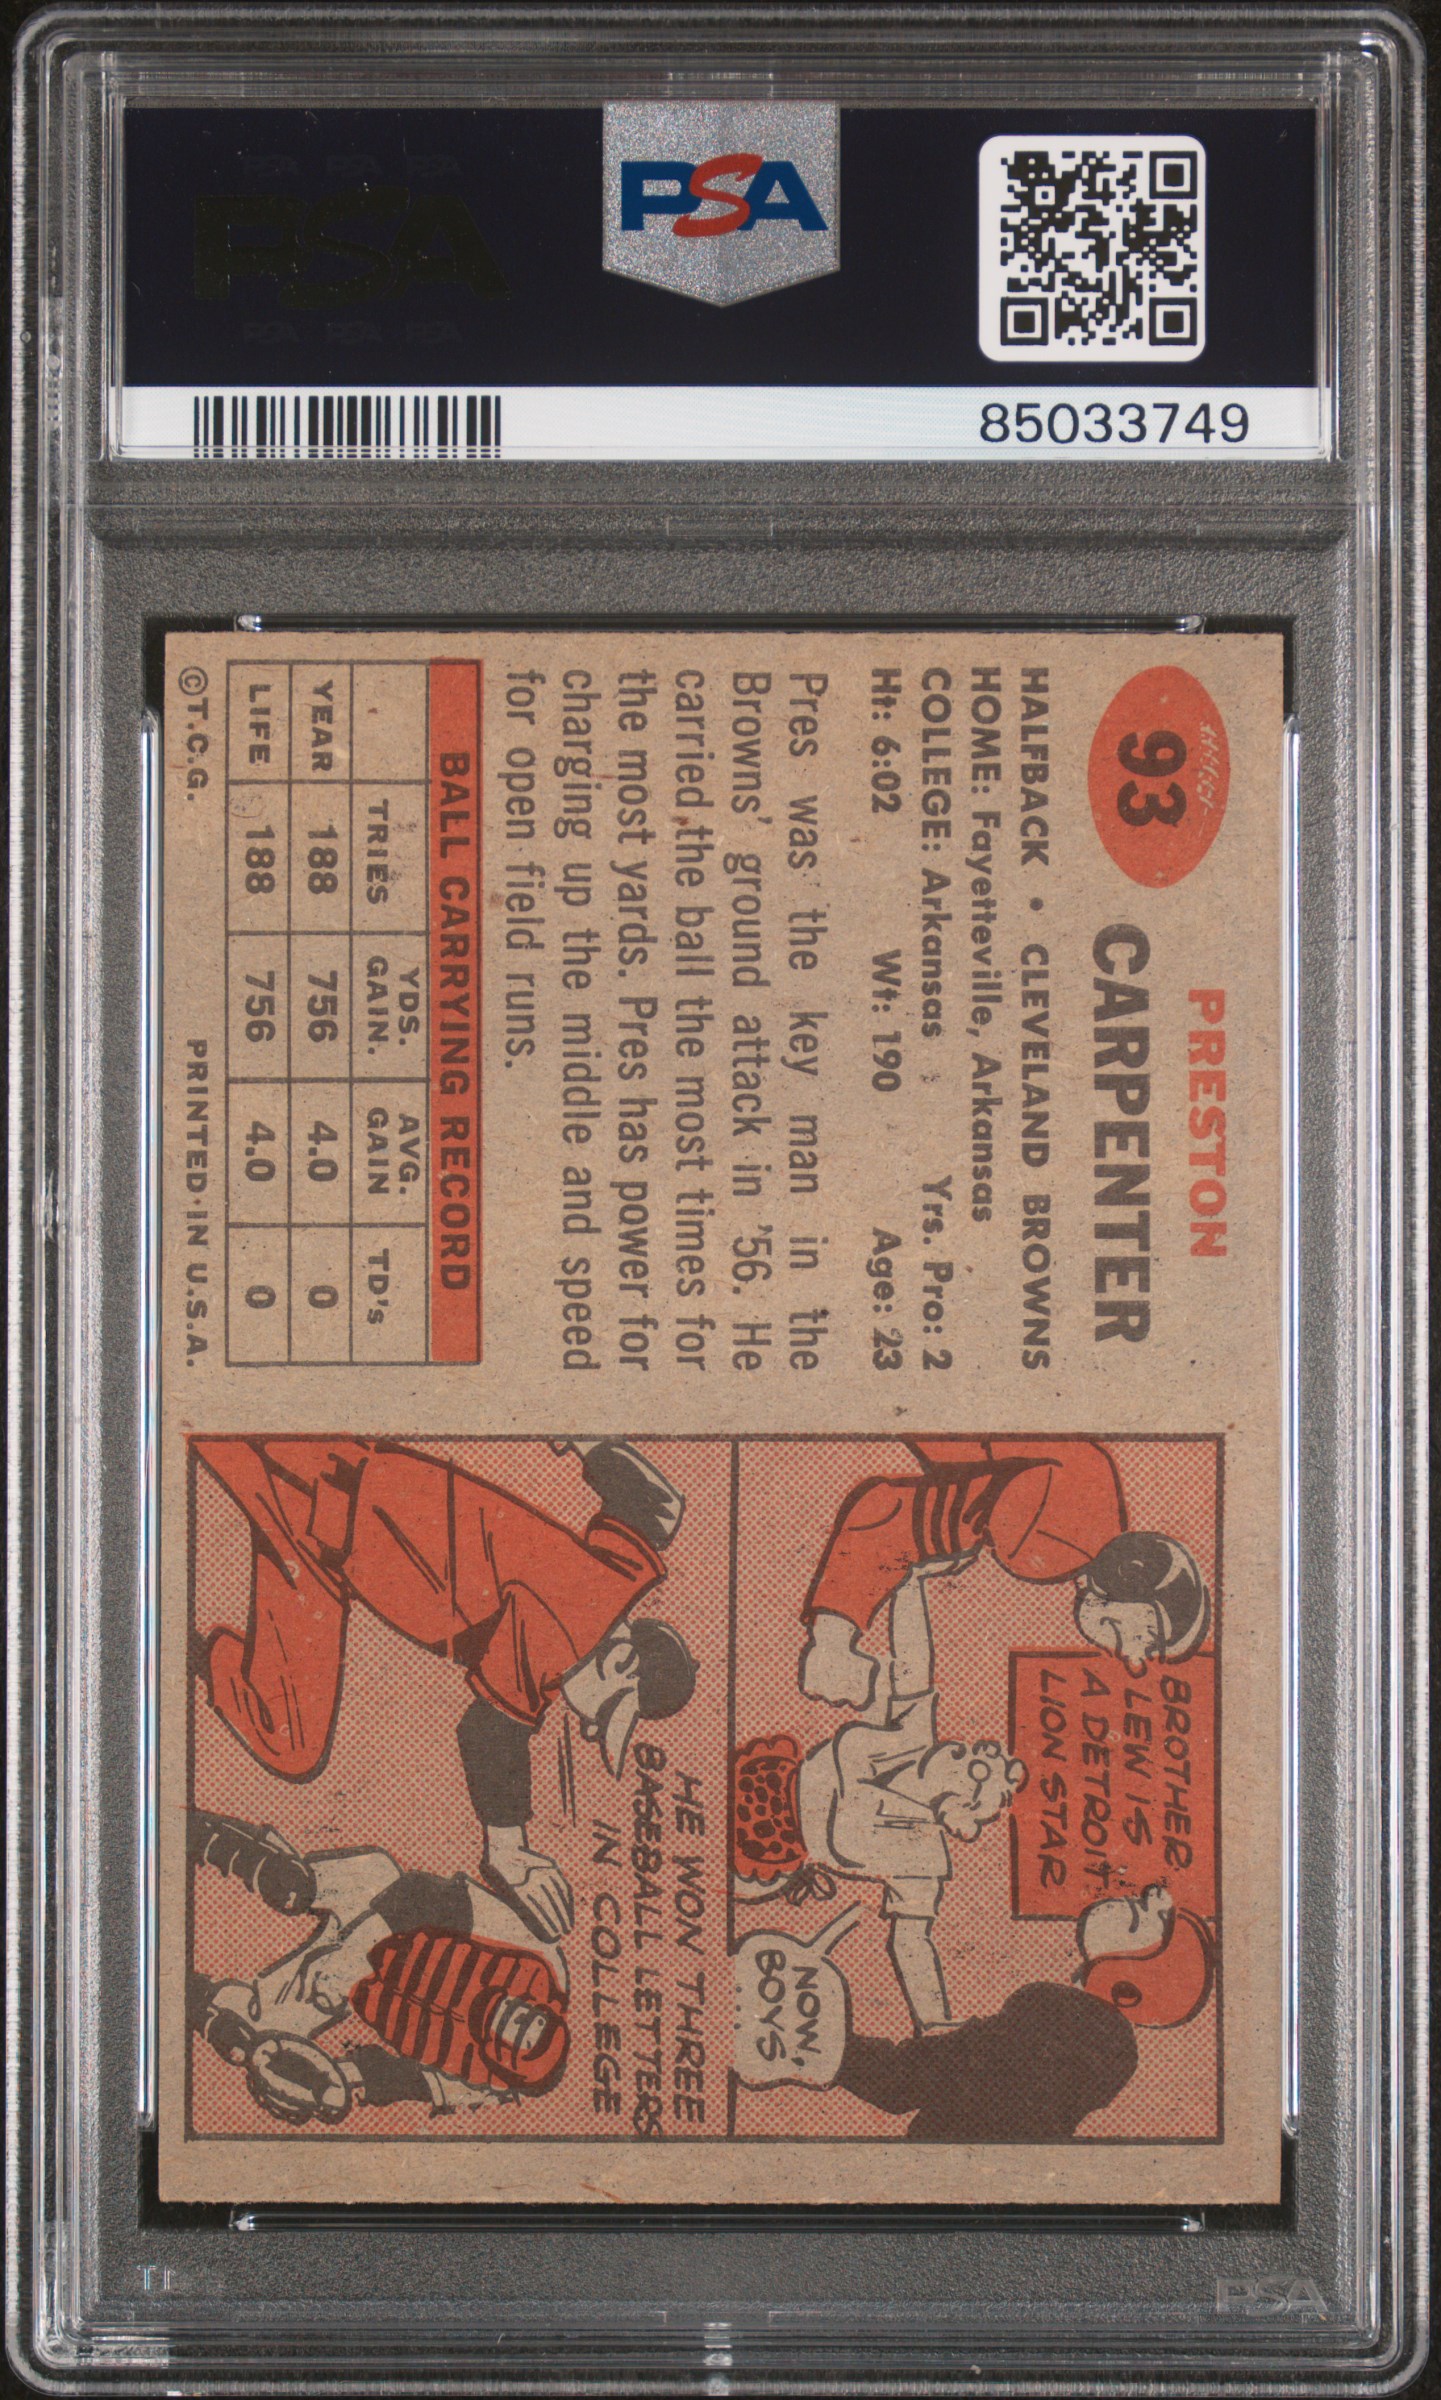 PSA
85033749
93
PRESTON
CARPENTER
HALFBACK • CLEVELAND BROWNS
HOME: Fayetteville, Arkansas
COLLEGE: Arkansas Yrs. Pro: 2
Ht: 6:02 Wt: 190 Age: 23
Pres was the key man in the
Browns' ground attack in '56. He
carried the ball the most times for
the most yards. Pres has power for
charging up the middle and speed
for open field runs.
BALL CARRYING RECORD
TRIES YDS. GAIN. AVG. GAIN TD's
YEAR 188 756 4.0 0
LIFE 188 756 4.0 0
©T.C.G. PRINTED IN U.S.A.
BROTHER
LEW IS
A DETROIT
LION STAR
NOW,
BOYS
....
HE WON THREE
BASEBALL LETTERS
IN COLLEGE
PSA